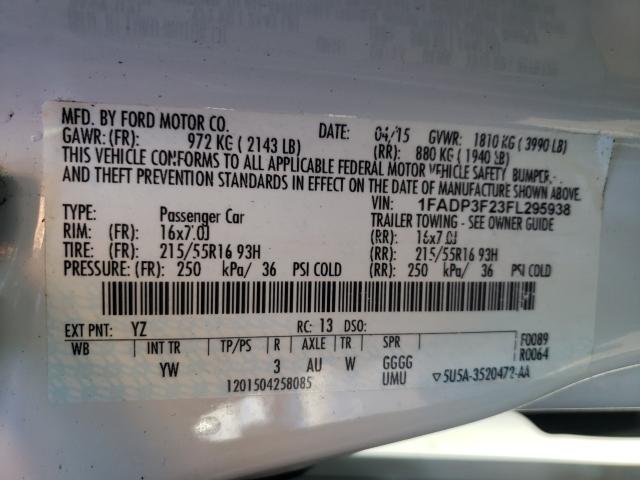 MFD. BY FORD MOTOR CO.
DATE: 04/15 GVWR: 1810 KG ( 3990 LB)
GAWR: (FR): 972 KG ( 2143 LB) (RR): 880 KG ( 1940 LB)
THIS VEHICLE CONFORMS TO ALL APPLICABLE FEDERAL MOTOR VEHICLE SAFETY, BUMPER,
AND THEFT PREVENTION STANDARDS IN EFFECT ON THE DATE OF MANUFACTURE SHOWN ABOVE.
VIN: 1FADP3F23FL295938
TYPE: Passenger Car TRAILER TOWING - SEE OWNER GUIDE
RIM: (FR): 16x7.0J (RR): 16x7.0J
TIRE: (FR): 215/55R16 93H (RR): 215/55R16 93H
PRESSURE: (FR): 250 kPa/ 36 PSI COLD (RR): 250 kPa/ 36 PSI COLD
EXT PNT: YZ RC: 13 DSO:
WB INT TR TP/PS R AXLE TR SPR
YW 3 AU W GGGG
UMU
1201504258085
F0089
R0064
▽5U5A-3520472-AA